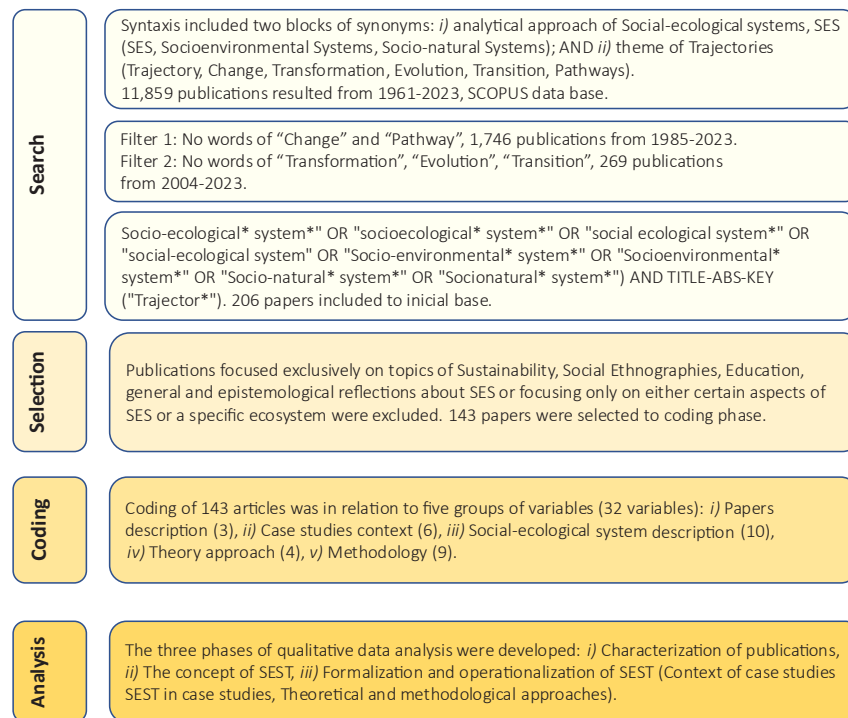 Search
Syntaxis included two blocks of synonyms: i) analytical approach of Social-ecological systems, SES
(SES, Socioenvironmental Systems, Socio-natural Systems); AND ii) theme of Trajectories
(Trajectory, Change, Transformation, Evolution, Transition, Pathways).
11,859 publications resulted from 1961-2023, SCOPUS data base.
Filter 1: No words of “Change” and “Pathway”, 1,746 publications from 1985-2023.
Filter 2: No words of “Transformation”, “Evolution”, “Transition”, 269 publications
from 2004-2023.
Socio-ecological* system*" OR "socioecological* system*" OR "social ecological system*" OR
"social-ecological system" OR "Socio-environmental* system*" OR "Socioenvironmental*
system*" OR "Socio-natural* system*" OR "Socionatural* system*") AND TITLE-ABS-KEY
("Trajector*"). 206 papers included to inicial base.
Selection
Publications focused exclusively on topics of Sustainability, Social Ethnographies, Education,
general and epistemological reflections about SES or focusing only on either certain aspects of
SES or a specific ecosystem were excluded. 143 papers were selected to coding phase.
Coding
Coding of 143 articles was in relation to five groups of variables (32 variables): i) Papers
description (3), ii) Case studies context (6), iii) Social-ecological system description (10),
iv) Theory approach (4), v) Methodology (9).
Analysis
The three phases of qualitative data analysis were developed: i) Characterization of publications,
ii) The concept of SEST, iii) Formalization and operationalization of SEST (Context of case studies
SEST in case studies, Theoretical and methodological approaches).